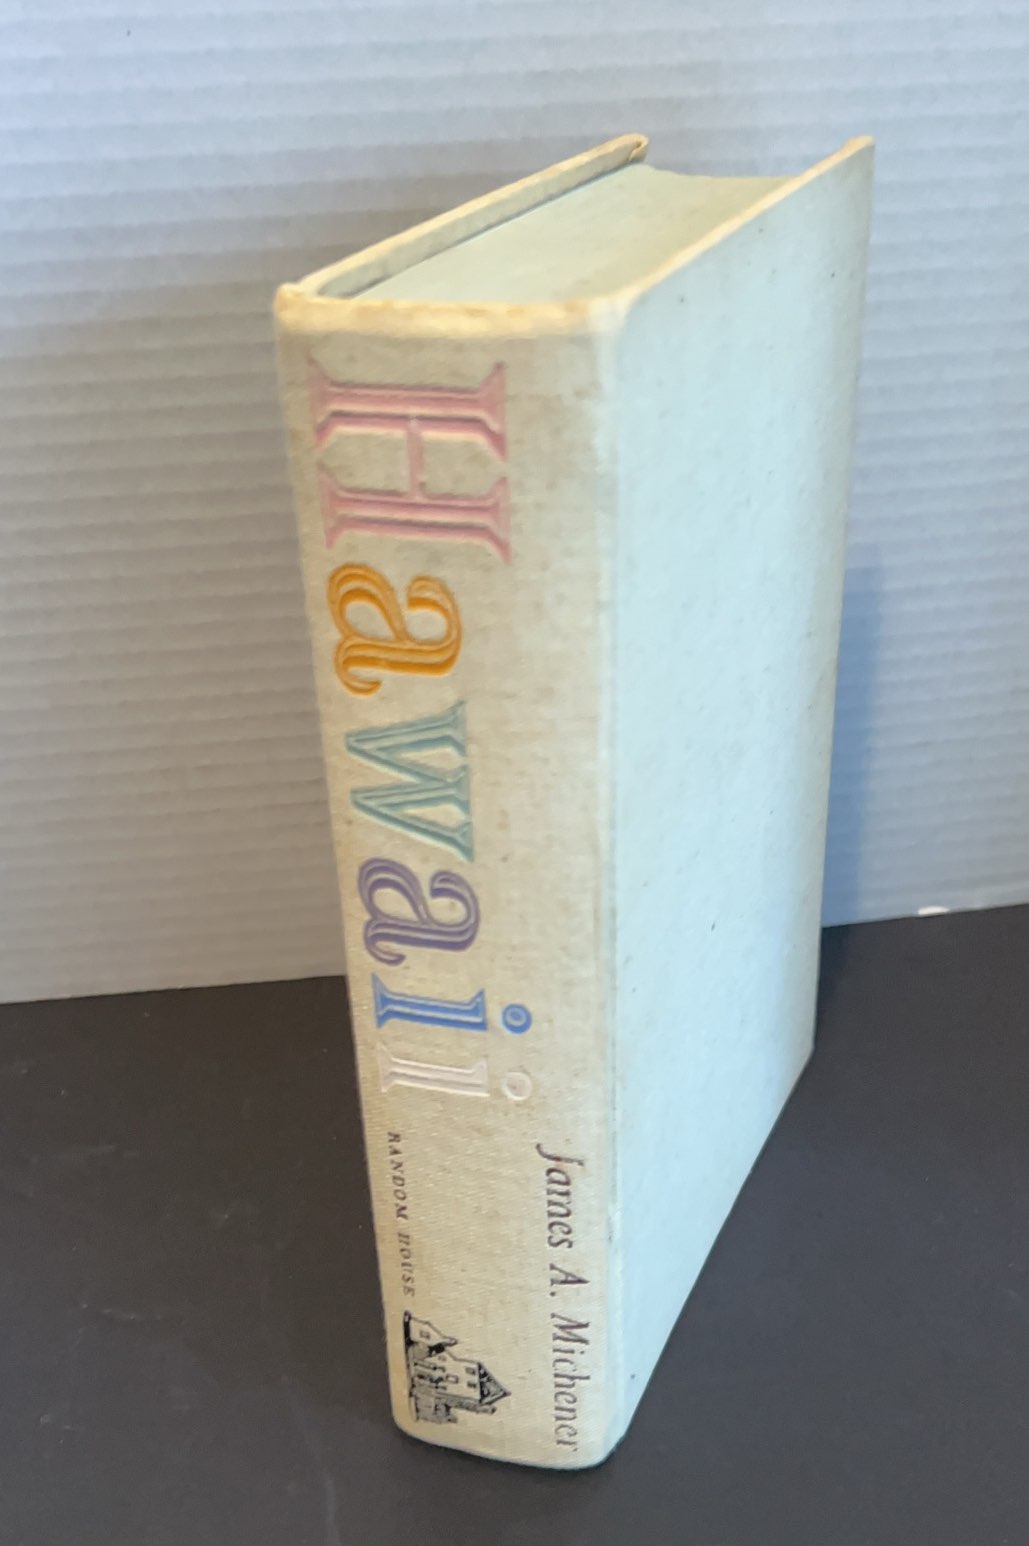 Hawaii
James A. Michener
RANDOM HOUSE